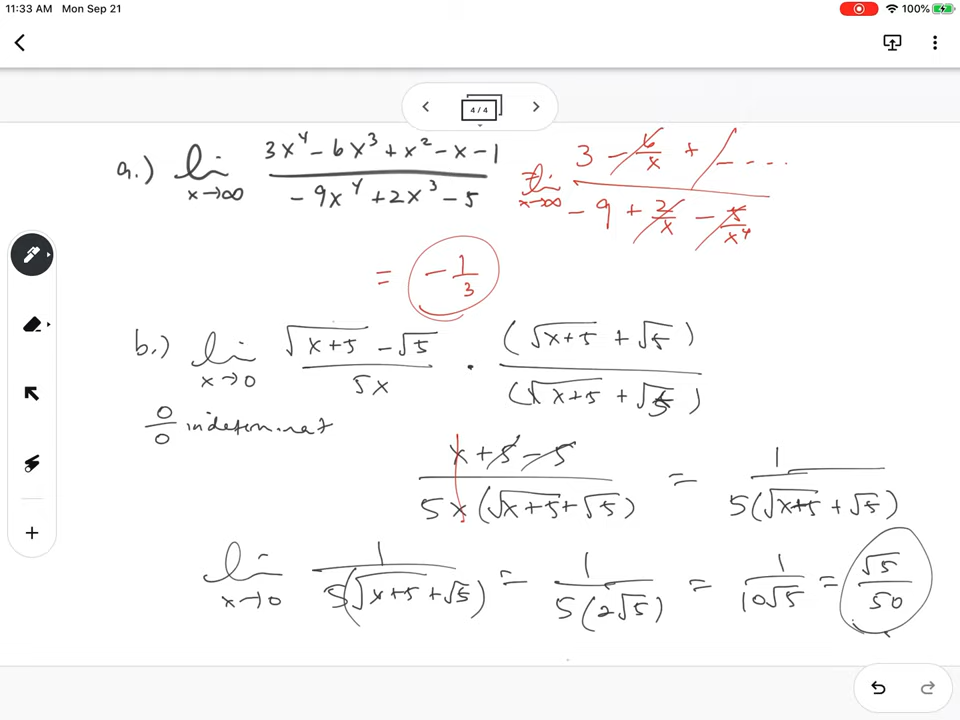 11:33 AM Mon Sep 21
100%
4 / 4
a.) lim x→∞ (3x⁴ - 6x³ + x² - x - 1) / (-9x⁴ + 2x³ - 5)
lim x→∞ (3 - 6/x + / - ....) / (-9 + 2/x - 5/x⁴)
= -1/3
b.) lim x→0 (√(x+5) - √5) / 5x · (√(x+5) + √5) / (√(x+5) + √5)
0/0 indeterminat
(x + 5 - 5) / (5x(√(x+5) + √5)) = 1 / (5(√(x+5) + √5))
lim x→0 1 / (5(√(x+5) + √5)) = 1 / (5(2√5)) = 1 / (10√5) = √5 / 50